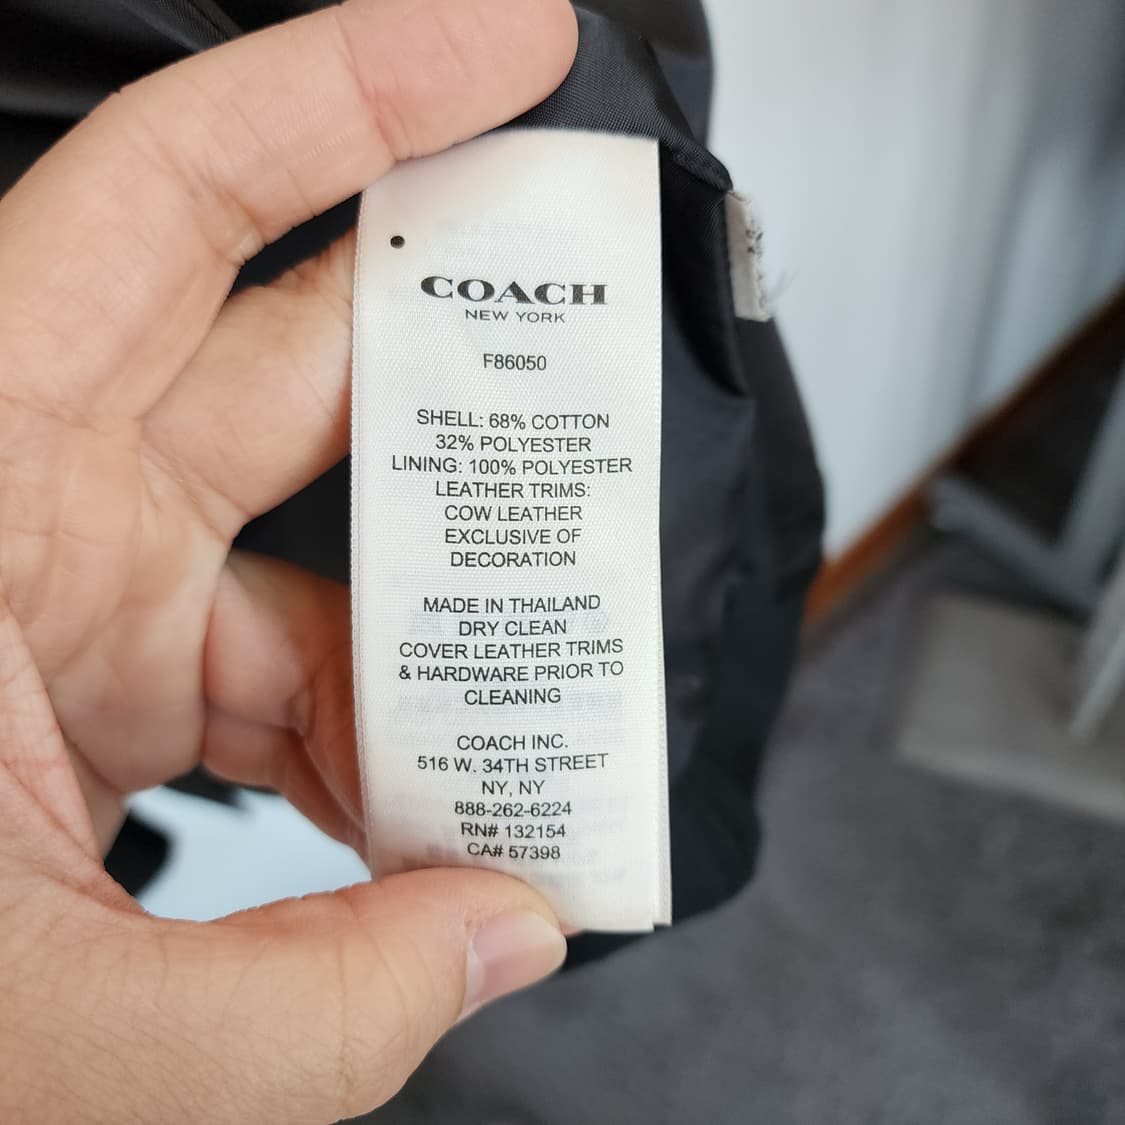 COACH
NEW YORK
F86050
SHELL: 68% COTTON
32% POLYESTER
LINING: 100% POLYESTER
LEATHER TRIMS:
COW LEATHER
EXCLUSIVE OF
DECORATION
MADE IN THAILAND
DRY CLEAN
COVER LEATHER TRIMS
& HARDWARE PRIOR TO
CLEANING
COACH INC.
516 W. 34TH STREET
NY, NY
888-262-6224
RN# 132154
CA# 57398